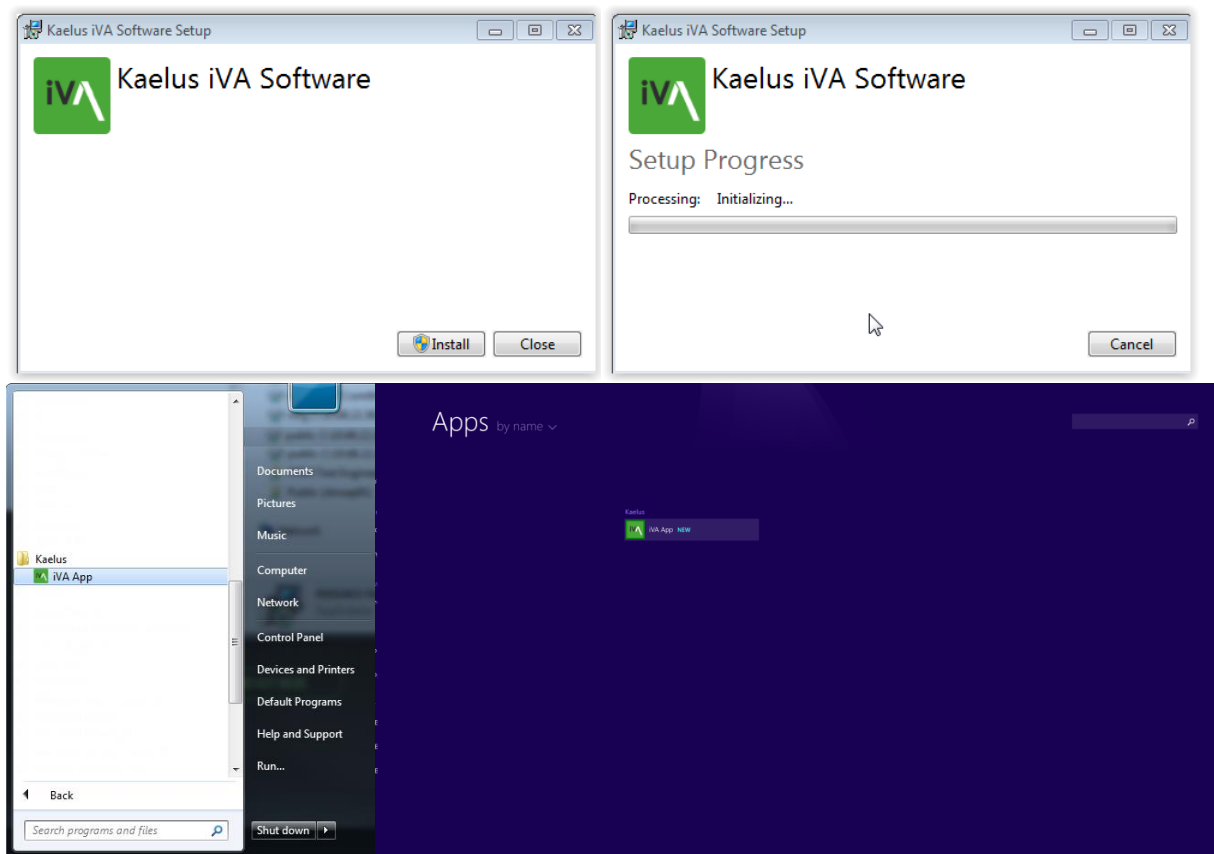 Kaelus iVA Software Setup
iVA
Kaelus iVA Software
Install
Close
Kaelus iVA Software Setup
iVA
Kaelus iVA Software
Setup Progress
Processing: Initializing...
Cancel
Kaelus
iVA App
Back
Search programs and files
Documents
Pictures
Music
Computer
Network
Control Panel
Devices and Printers
Default Programs
Help and Support
Run...
Shut down
Apps by name
Kaelus
iVA App NEW